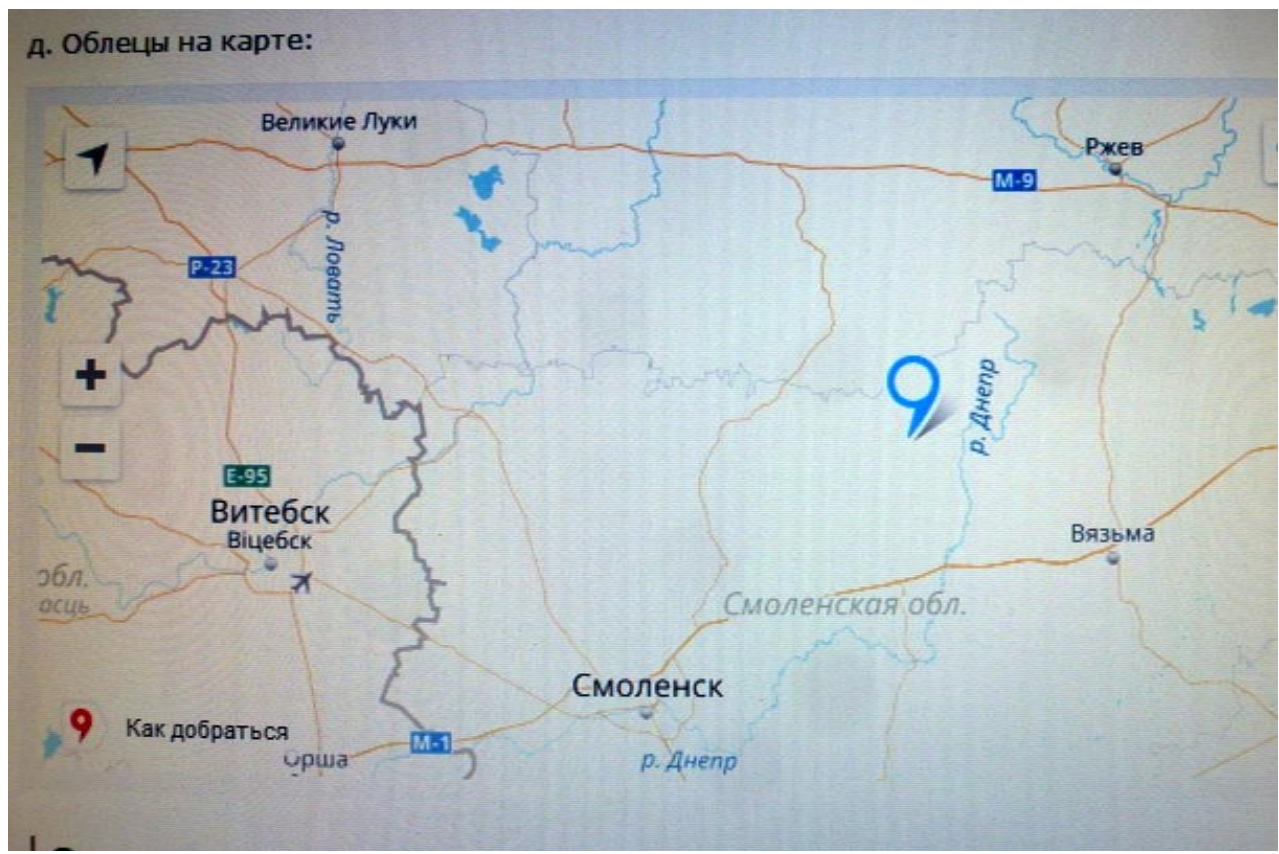 д. Облецы на карте:
Великие Луки
Ржев
М-9
р. Ловать
Р-23
р. Днепр
Е-95
Витебск
Віцебск
Вязьма
обл.
Смоленская обл.
Смоленск
Как добраться
М-1
Орша
р. Днепр